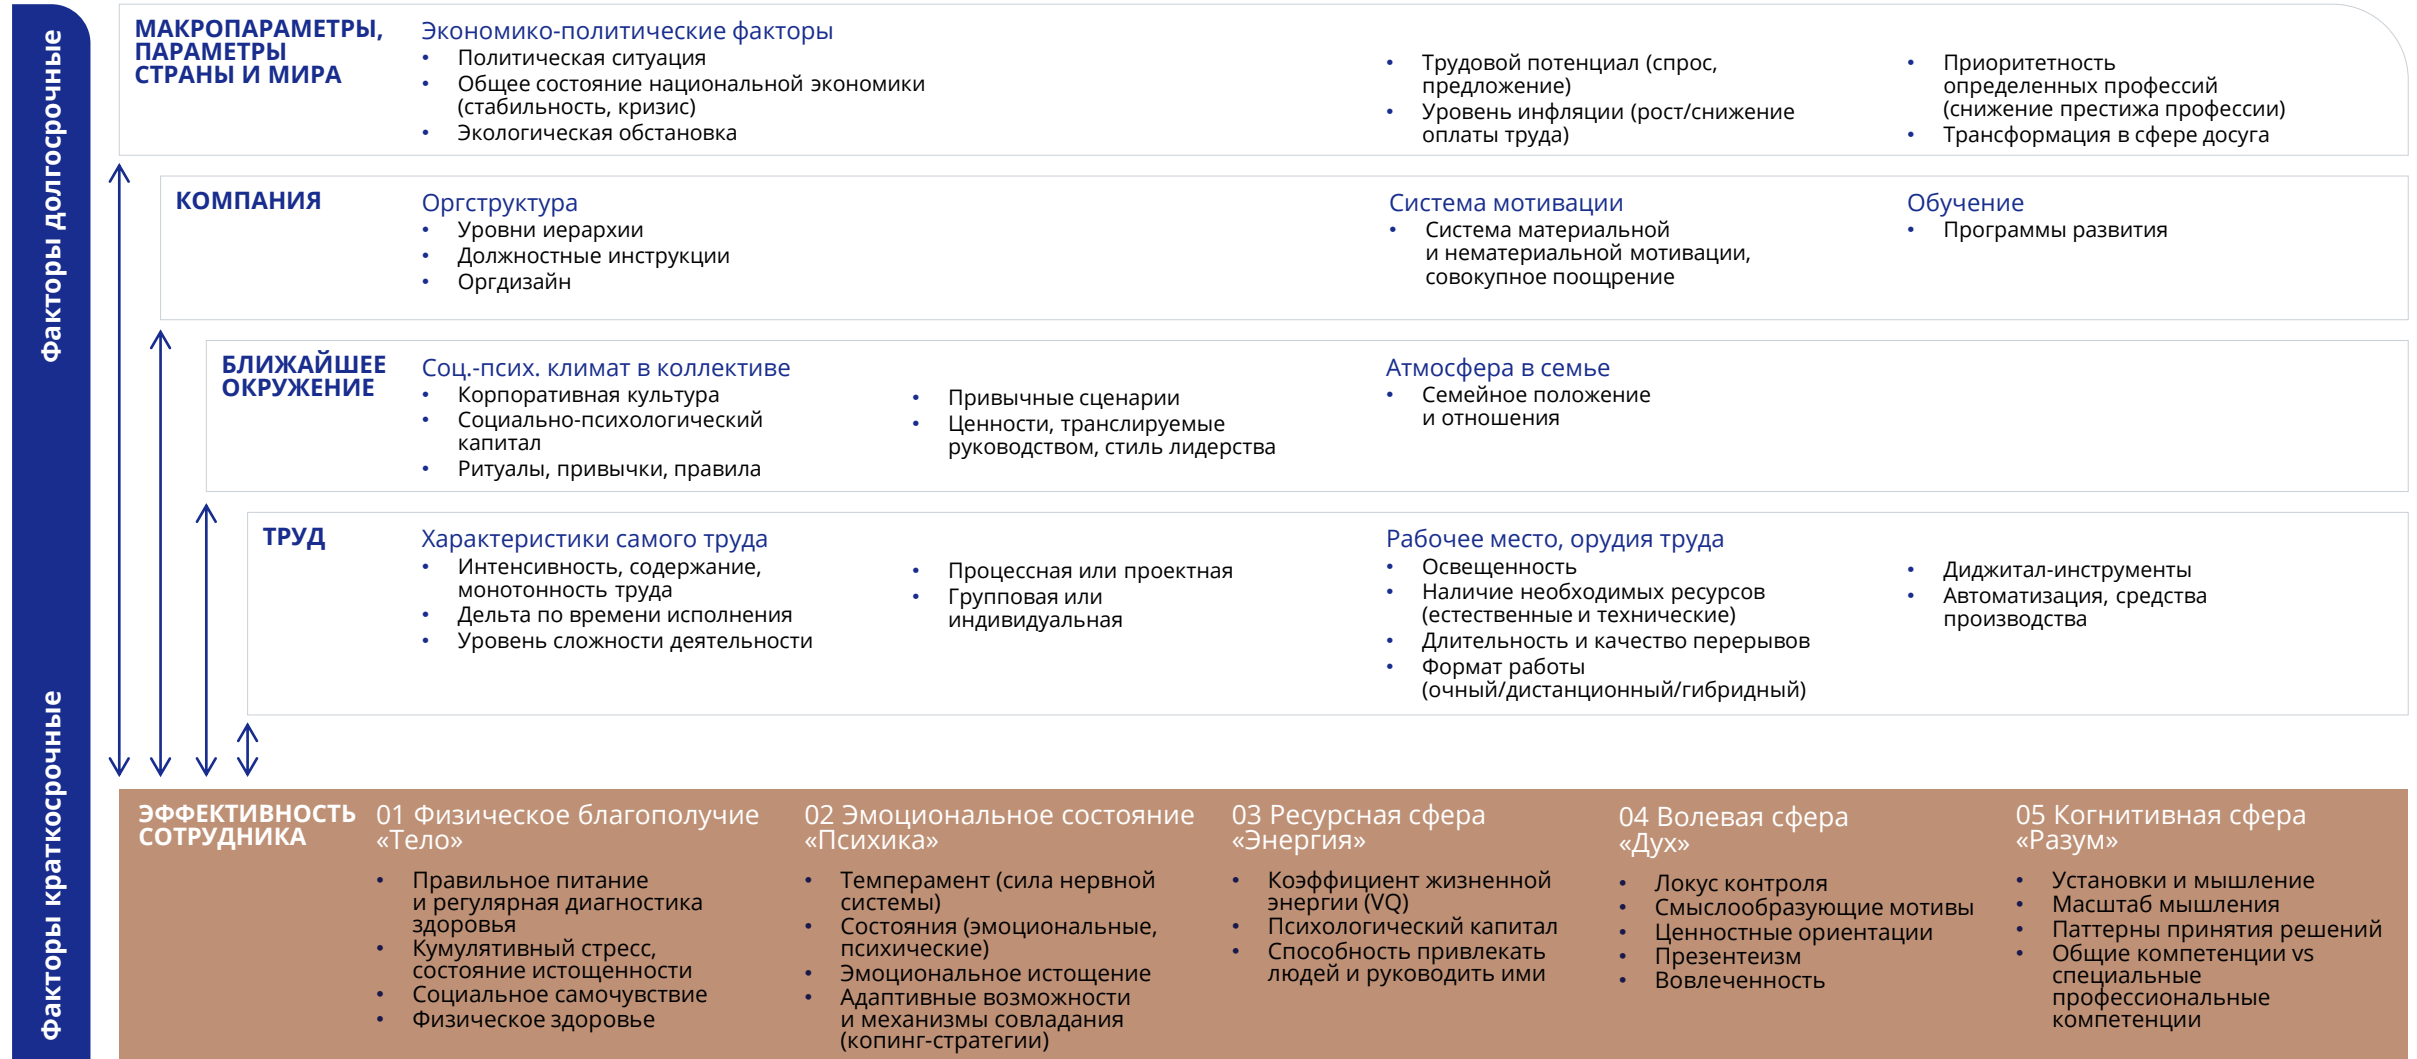 Факторы долгосрочные
Факторы краткосрочные
МАКРОПАРАМЕТРЫ,
ПАРАМЕТРЫ
СТРАНЫ И МИРА
Экономико-политические факторы
• Политическая ситуация
• Общее состояние национальной экономики
(стабильность, кризис)
• Экологическая обстановка
• Трудовой потенциал (спрос,
предложение)
• Уровень инфляции (рост/снижение
оплаты труда)
• Приоритетность
определенных профессий
(снижение престижа профессии)
• Трансформация в сфере досуга
КОМПАНИЯ
Оргструктура
• Уровни иерархии
• Должностные инструкции
• Оргдизайн
Система мотивации
• Система материальной
и нематериальной мотивации,
совокупное поощрение
Обучение
• Программы развития
БЛИЖАЙШЕЕ
ОКРУЖЕНИЕ
Соц.-псих. климат в коллективе
• Корпоративная культура
• Социально-психологический
капитал
• Ритуалы, привычки, правила
• Привычные сценарии
• Ценности, транслируемые
руководством, стиль лидерства
Атмосфера в семье
• Семейное положение
и отношения
ТРУД
Характеристики самого труда
• Интенсивность, содержание,
монотонность труда
• Дельта по времени исполнения
• Уровень сложности деятельности
• Процессная или проектная
• Групповая или
индивидуальная
Рабочее место, орудия труда
• Освещенность
• Наличие необходимых ресурсов
(естественные и технические)
• Длительность и качество перерывов
• Формат работы
(очный/дистанционный/гибридный)
• Диджитал-инструменты
• Автоматизация, средства
производства
ЭФФЕКТИВНОСТЬ
СОТРУДНИКА
01 Физическое благополучие
«Тело»
• Правильное питание
и регулярная диагностика
здоровья
• Кумулятивный стресс,
состояние истощенности
• Социальное самочувствие
• Физическое здоровье
02 Эмоциональное состояние
«Психика»
• Темперамент (сила нервной
системы)
• Состояния (эмоциональные,
психические)
• Эмоциональное истощение
• Адаптивные возможности
и механизмы совладания
(копинг-стратегии)
03 Ресурсная сфера
«Энергия»
• Коэффициент жизненной
энергии (VQ)
• Психологический капитал
• Способность привлекать
людей и руководить ими
04 Волевая сфера
«Дух»
• Локус контроля
• Смыслообразующие мотивы
• Ценностные ориентации
• Презентеизм
• Вовлеченность
05 Когнитивная сфера
«Разум»
• Установки и мышление
• Масштаб мышления
• Паттерны принятия решений
• Общие компетенции vs
специальные
профессиональные
компетенции